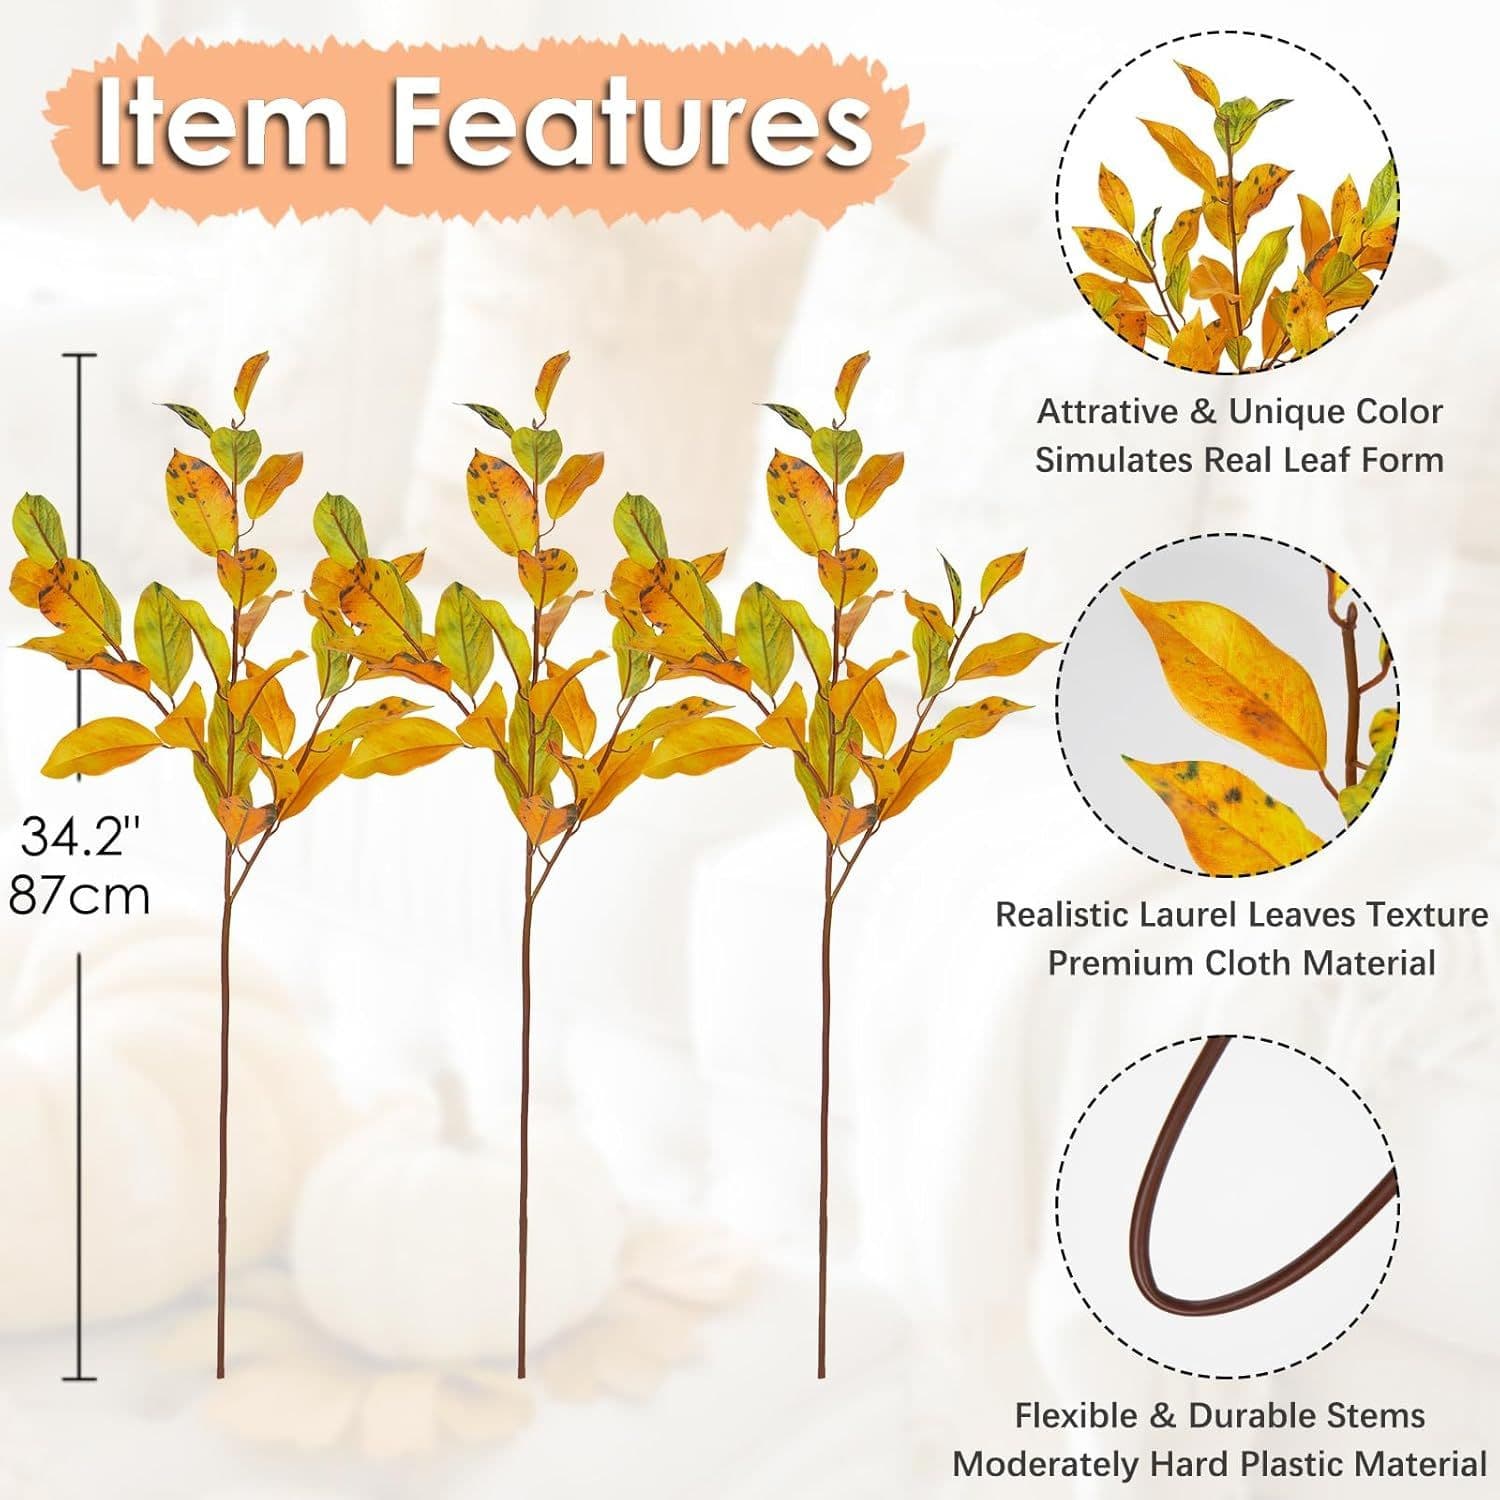 Item Features
Attrative & Unique Color
Simulates Real Leaf Form
34.2"
87cm
Realistic Laurel Leaves Texture
Premium Cloth Material
Flexible & Durable Stems
Moderately Hard Plastic Material